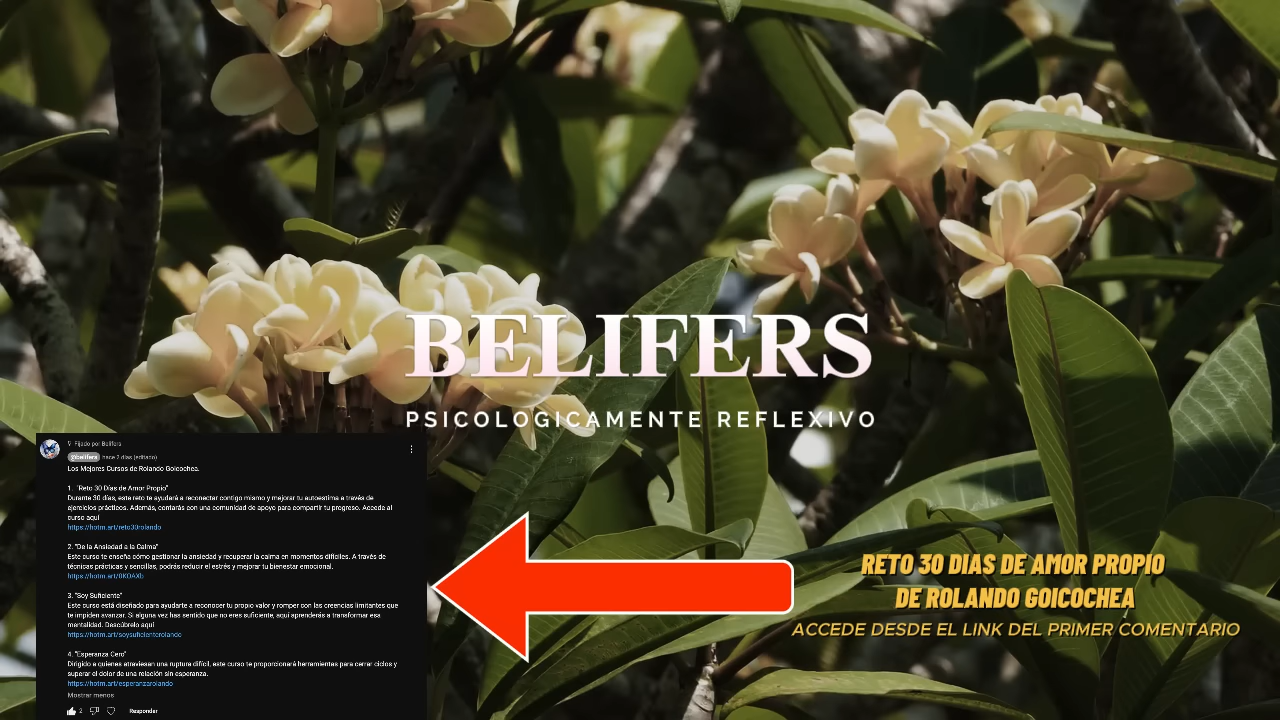 BELIFERS
PSICOLOGICAMENTE REFLEXIVO
Fijado por Belifers
@belifers hace 2 días (editado)
Los Mejores Cursos de Rolando Goicochea.
1. "Reto 30 Días de Amor Propio"
Durante 30 días, este reto te ayudará a reconectar contigo mismo y mejorar tu autoestima a través de
ejercicios prácticos. Además, contarás con una comunidad de apoyo para compartir tu progreso. Accede al
curso aquí
https://hotm.art/reto30rolando
2. "De la Ansiedad a la Calma"
Este curso te enseña cómo gestionar la ansiedad y recuperar la calma en momentos difíciles. A través de
técnicas prácticas y sencillas, podrás reducir el estrés y mejorar tu bienestar emocional.
https://hotm.art/0KOAXb
3. "Soy Suficiente"
Este curso está diseñado para ayudarte a reconocer tu propio valor y romper con las creencias limitantes que
te impiden avanzar. Si alguna vez has sentido que no eres suficiente, aquí aprenderás a transformar esa
mentalidad. Descúbrelo aquí
https://hotm.art/soysuficienterolando
4. "Esperanza Cero"
Dirigido a quienes atraviesan una ruptura difícil, este curso te proporcionará herramientas para cerrar ciclos y
superar el dolor de una relación sin esperanza.
https://hotm.art/esperanzarolando
Mostrar menos
2 Responder
RETO 30 DIAS DE AMOR PROPIO
DE ROLANDO GOICOCHEA
ACCEDE DESDE EL LINK DEL PRIMER COMENTARIO